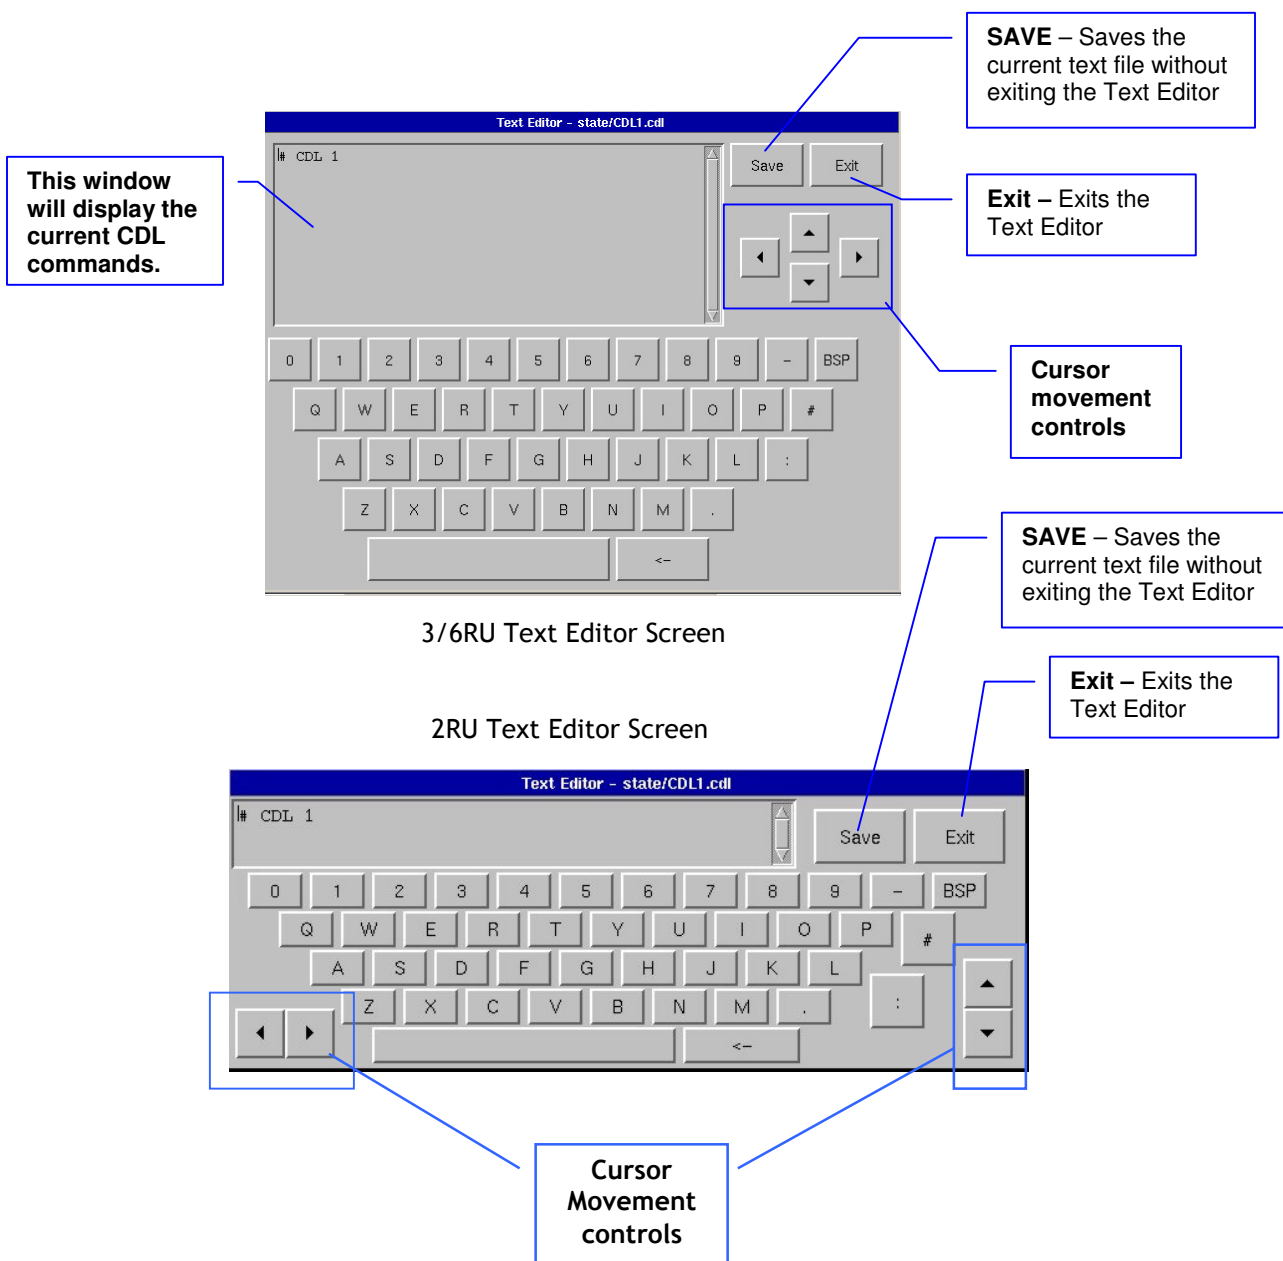 SAVE – Saves the
current text file without
exiting the Text Editor
Text Editor - state/CDL1.cdl
# CDL 1
Save Exit
This window
will display the
current CDL
commands.
Exit – Exits the
Text Editor
0 1 2 3 4 5 6 7 8 9 - BSP
Q W E R T Y U I O P #
A S D F G H J K L :
Z X C V B N M .
<-
Cursor
movement
controls
SAVE – Saves the
current text file without
exiting the Text Editor
3/6RU Text Editor Screen
Exit – Exits the
Text Editor
2RU Text Editor Screen
Text Editor - state/CDL1.cdl
# CDL 1
Save Exit
0 1 2 3 4 5 6 7 8 9 - BSP
Q W E R T Y U I O P #
A S D F G H J K L
Z X C V B N M . :
<-
Cursor
Movement
controls